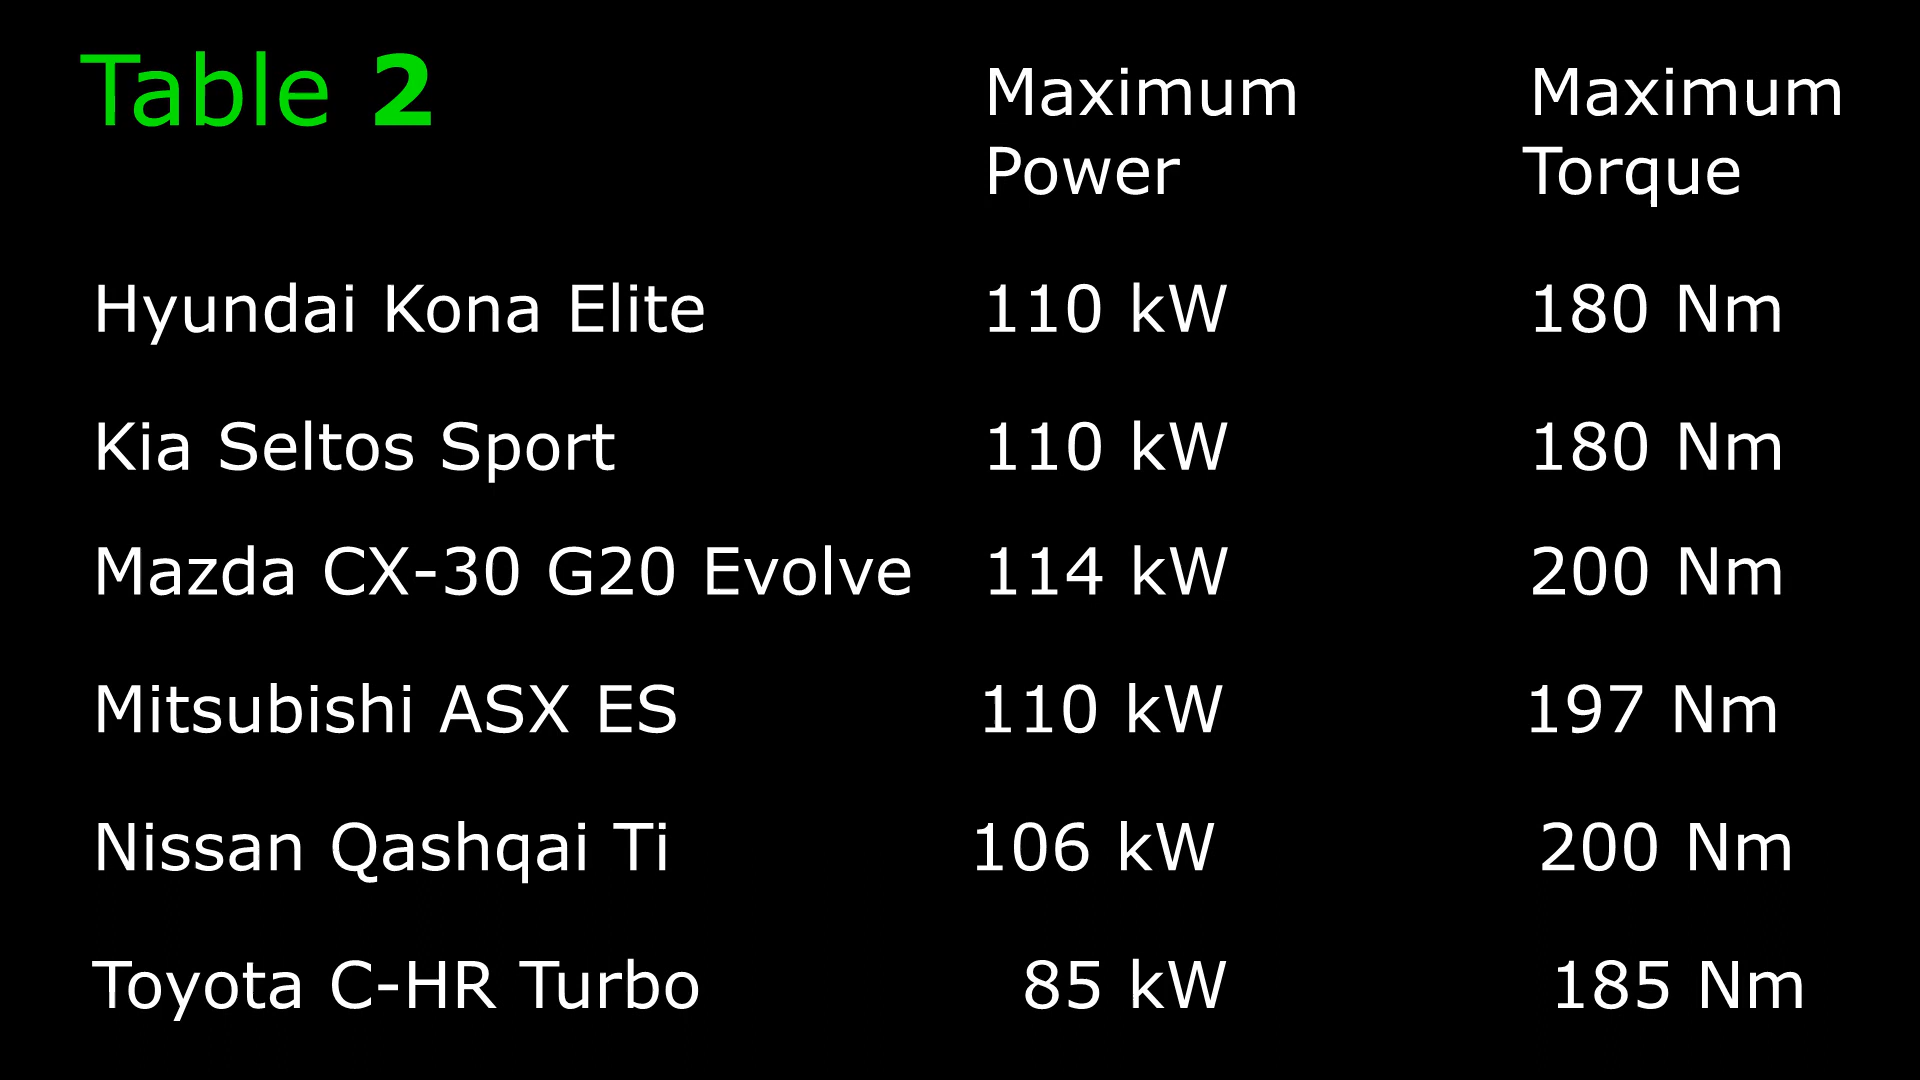 Table 2
Maximum Maximum
Power Torque
Hyundai Kona Elite 110 kW 180 Nm
Kia Seltos Sport 110 kW 180 Nm
Mazda CX-30 G20 Evolve 114 kW 200 Nm
Mitsubishi ASX ES 110 kW 197 Nm
Nissan Qashqai Ti 106 kW 200 Nm
Toyota C-HR Turbo 85 kW 185 Nm